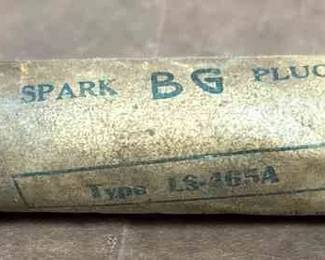 SPARK BG PLUG
Type LS-465A